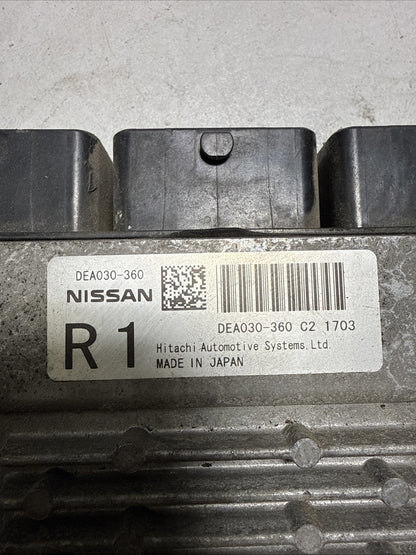 DEA030-360
NISSAN
DEA030-360 C2 1703
R1
Hitachi Automotive Systems,Ltd.
MADE IN JAPAN